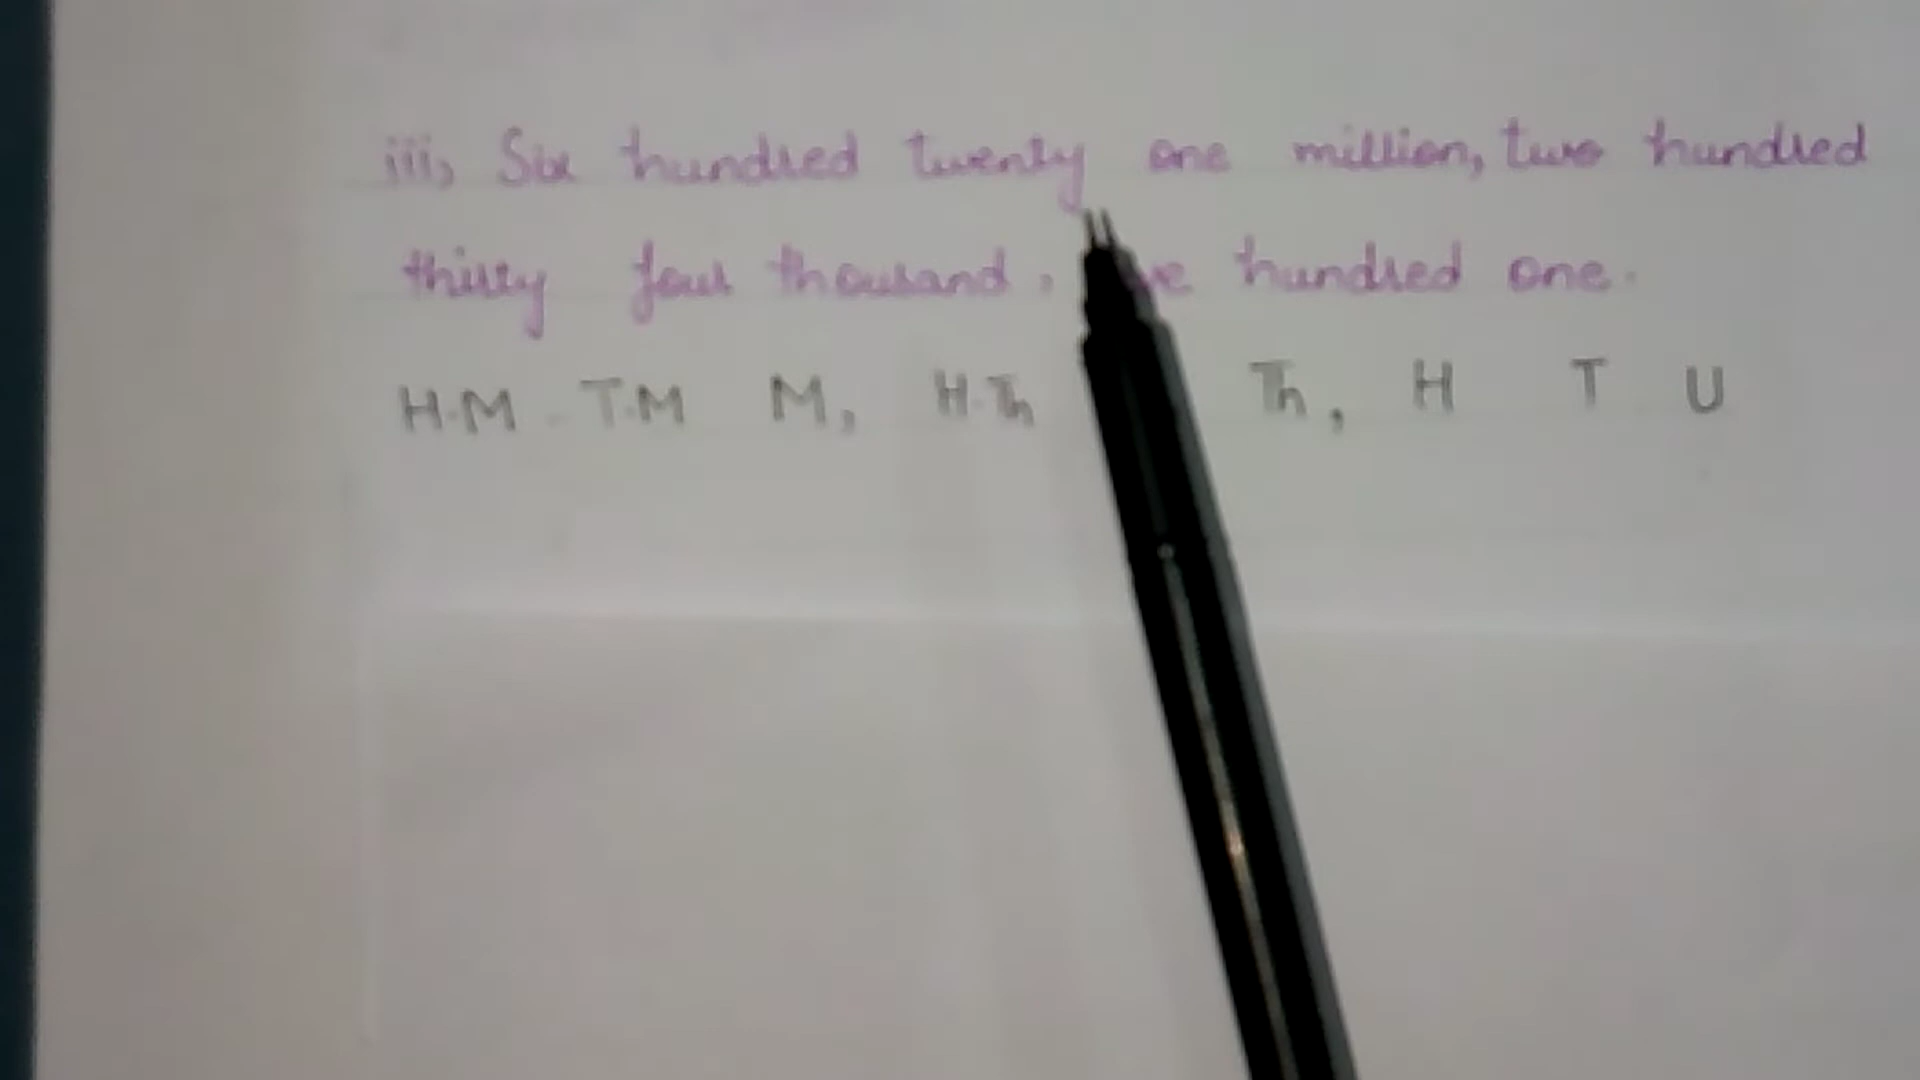 iii, Six hundred twenty one million, two hundred
thirty four thousand, hundred one.
H.M T.M M, H.Th Th, H T U